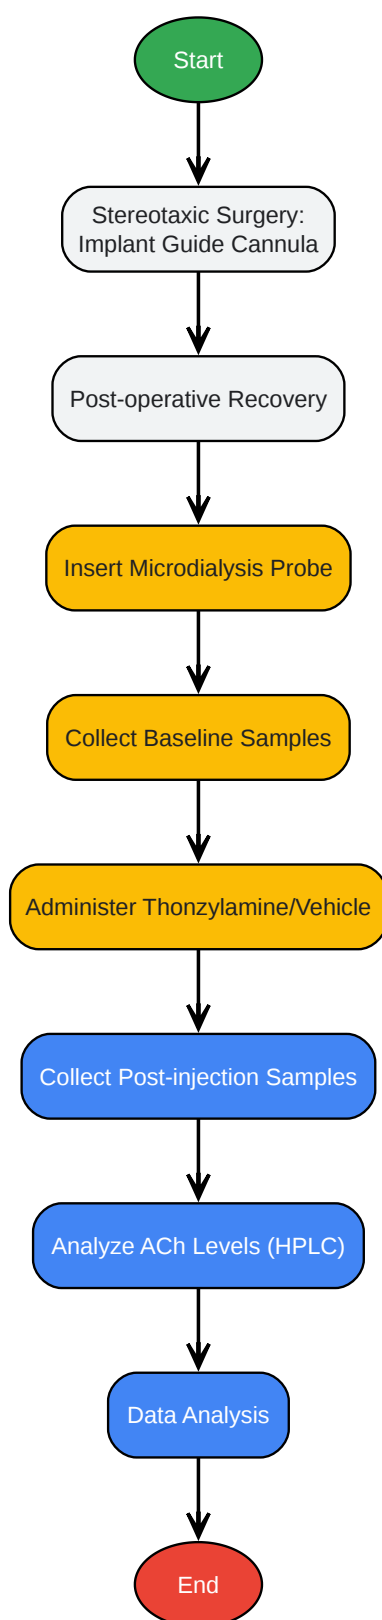 Start
Stereotaxic Surgery:
Implant Guide Cannula
Post-operative Recovery
Insert Microdialysis Probe
Collect Baseline Samples
Administer Thonzylamine/Vehicle
Collect Post-injection Samples
Analyze ACh Levels (HPLC)
Data Analysis
End